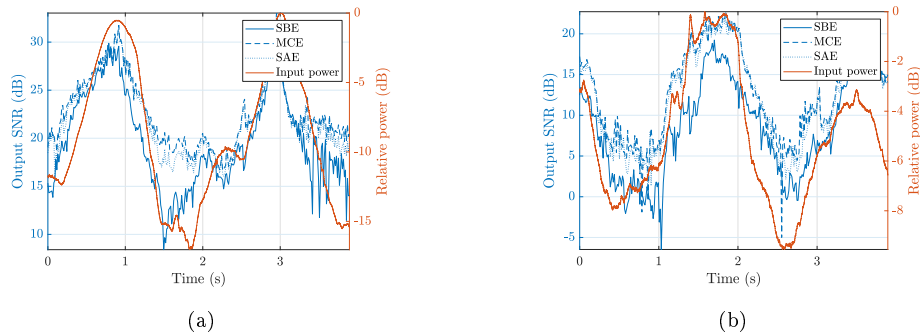 30
25
20
15
10
Output SNR (dB)
0
1
2
3
Time (s)
0
-5
-10
-15
Relative power (dB)
SBE
MCE
SAE
Input power
(a)
20
15
10
5
0
-5
Output SNR (dB)
0
1
2
3
Time (s)
0
-2
-4
-6
-8
Relative power (dB)
SBE
MCE
SAE
Input power
(b)